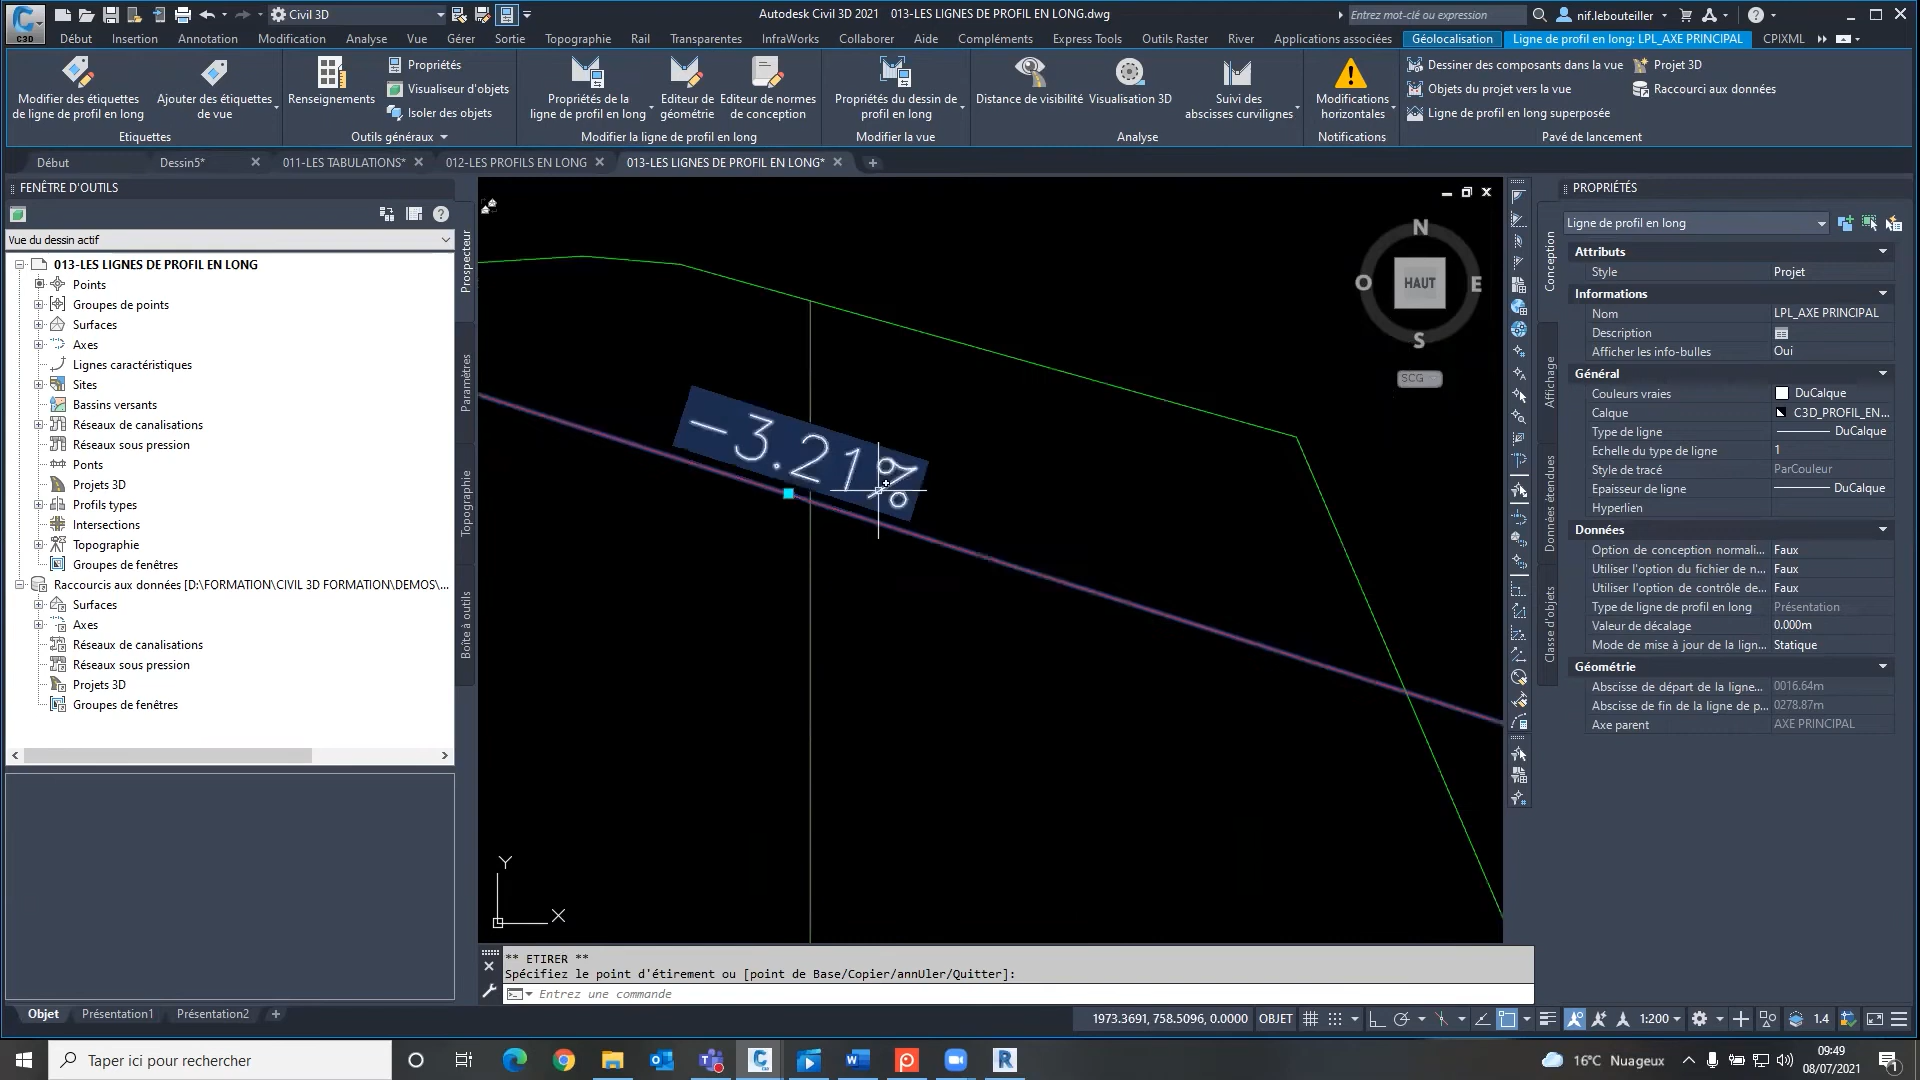 C3D
Civil 3D
Autodesk Civil 3D 2021
013-LES LIGNES DE PROFIL EN LONG.dwg
Entrez mot-clé ou expression
nif.lebouteiller
Début
Insertion
Annotation
Modification
Analyse
Vue
Gérer
Sortie
Topographie
Rail
Transparentes
InfraWorks
Collaborer
Aide
Compléments
Express Tools
Outils Raster
River
Applications associées
Géolocalisation
Ligne de profil en long: LPL_AXE PRINCIPAL
CPIXML
Modifier des étiquettes
de ligne de profil en long
Ajouter des étiquettes
de vue
Etiquettes
Renseignements
Propriétés
Visualiseur d'objets
Isoler des objets
Outils généraux
Propriétés de la
ligne de profil en long
Editeur de
géométrie
Editeur de normes
de conception
Modifier la ligne de profil en long
Propriétés du dessin de
profil en long
Modifier la vue
Distance de visibilité
Visualisation 3D
Suivi des
abscisses curvilignes
Analyse
Modifications
horizontales
Notifications
Dessiner des composants dans la vue
Objets du projet vers la vue
Ligne de profil en long superposée
Projet 3D
Raccourci aux données
Pavé de lancement
Début
Dessin5*
011-LES TABULATIONS*
012-LES PROFILS EN LONG
013-LES LIGNES DE PROFIL EN LONG*
FENÊTRE D'OUTILS
Vue du dessin actif
013-LES LIGNES DE PROFIL EN LONG
Points
Groupes de points
Surfaces
Axes
Lignes caractéristiques
Sites
Bassins versants
Réseaux de canalisations
Réseaux sous pression
Ponts
Projets 3D
Profils types
Intersections
Topographie
Groupes de fenêtres
Raccourcis aux données [D:\FORMATION\CIVIL 3D FORMATION\DEMOS\...
Surfaces
Axes
Réseaux de canalisations
Réseaux sous pression
Projets 3D
Groupes de fenêtres
Prospecteur
Paramètres
Topographie
Boîte à outils
-3.21%
N
O
HAUT
E
S
SCG
Y
X
** ETIRER **
Spécifiez le point d'étirement ou [point de Base/Copier/annUler/Quitter]:
Entrez une commande
PROPRIÉTÉS
Ligne de profil en long
Conception
Affichage
Données étendues
Classe d'objets
Attributs
Style Projet
Informations
Nom LPL_AXE PRINCIPAL
Description
Afficher les info-bulles Oui
Général
Couleurs vraies DuCalque
Calque C3D_PROFIL_EN...
Type de ligne DuCalque
Echelle du type de ligne 1
Style de tracé ParCouleur
Epaisseur de ligne DuCalque
Hyperlien
Données
Option de conception normali... Faux
Utiliser l'option du fichier de n... Faux
Utiliser l'option de contrôle de... Faux
Type de ligne de profil en long Présentation
Valeur de décalage 0.000m
Mode de mise à jour de la lign... Statique
Géométrie
Abscisse de départ de la ligne... 0016.64m
Abscisse de fin de la ligne de p... 0278.87m
Axe parent AXE PRINCIPAL
Objet
Présentation1
Présentation2
1973.3691, 758.5096, 0.0000
OBJET
1:200
1.4
Taper ici pour rechercher
16°C Nuageux
09:49
08/07/2021